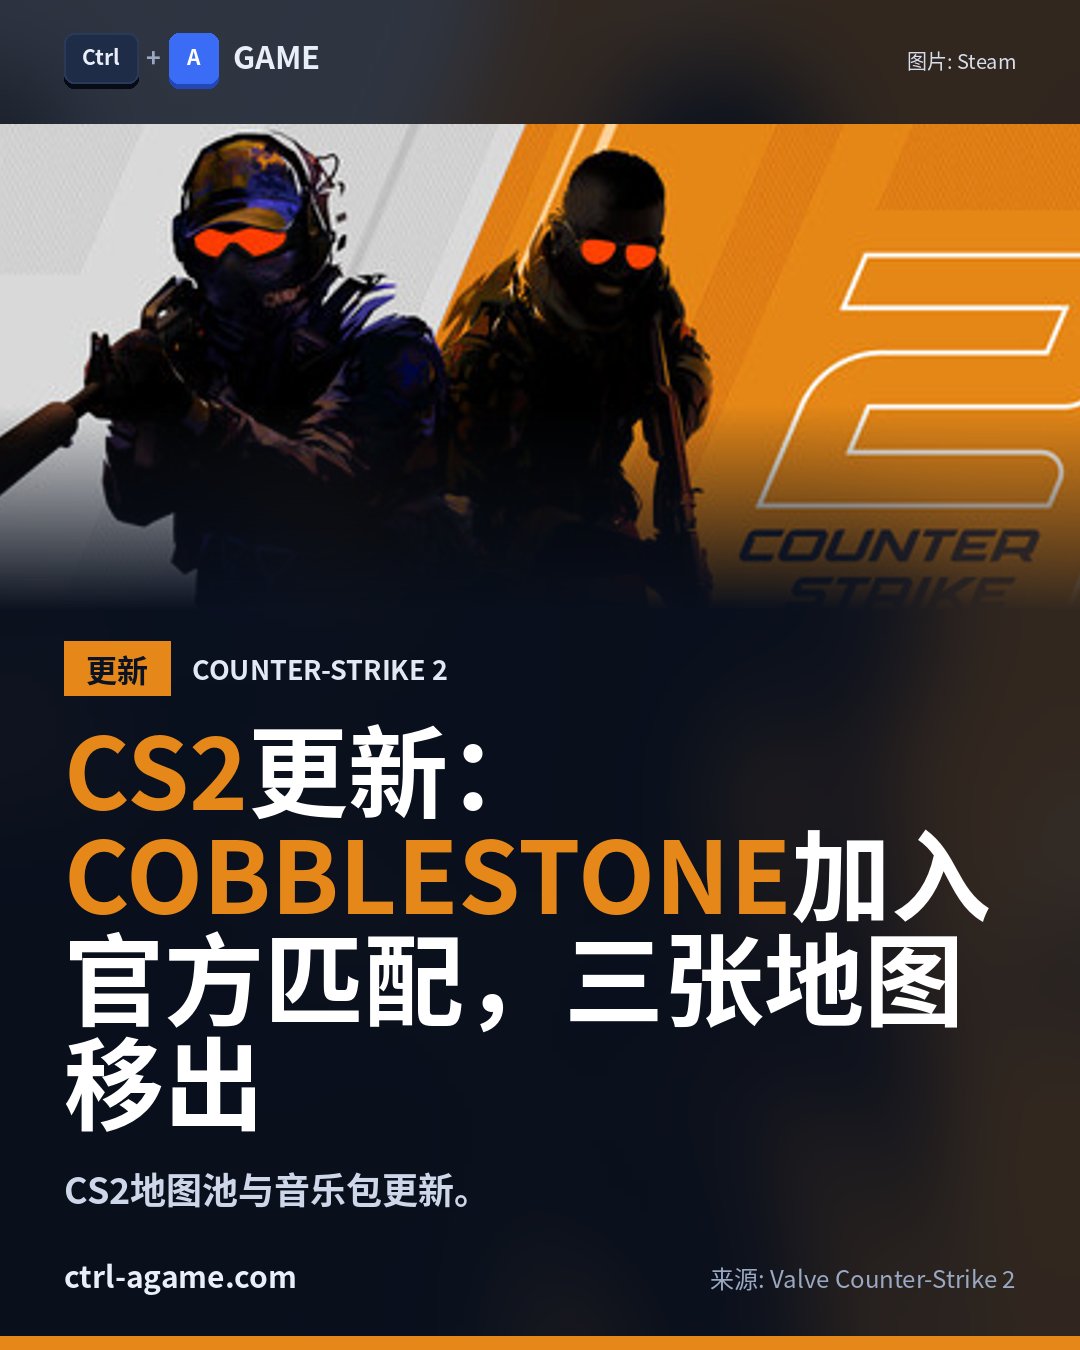 Ctrl + A GAME
图片: Steam
2
COUNTER
STRIKE
更新 COUNTER-STRIKE 2
CS2更新：
COBBLESTONE加入
官方匹配，三张地图
移出
CS2地图池与音乐包更新。
ctrl-agame.com
来源: Valve Counter-Strike 2